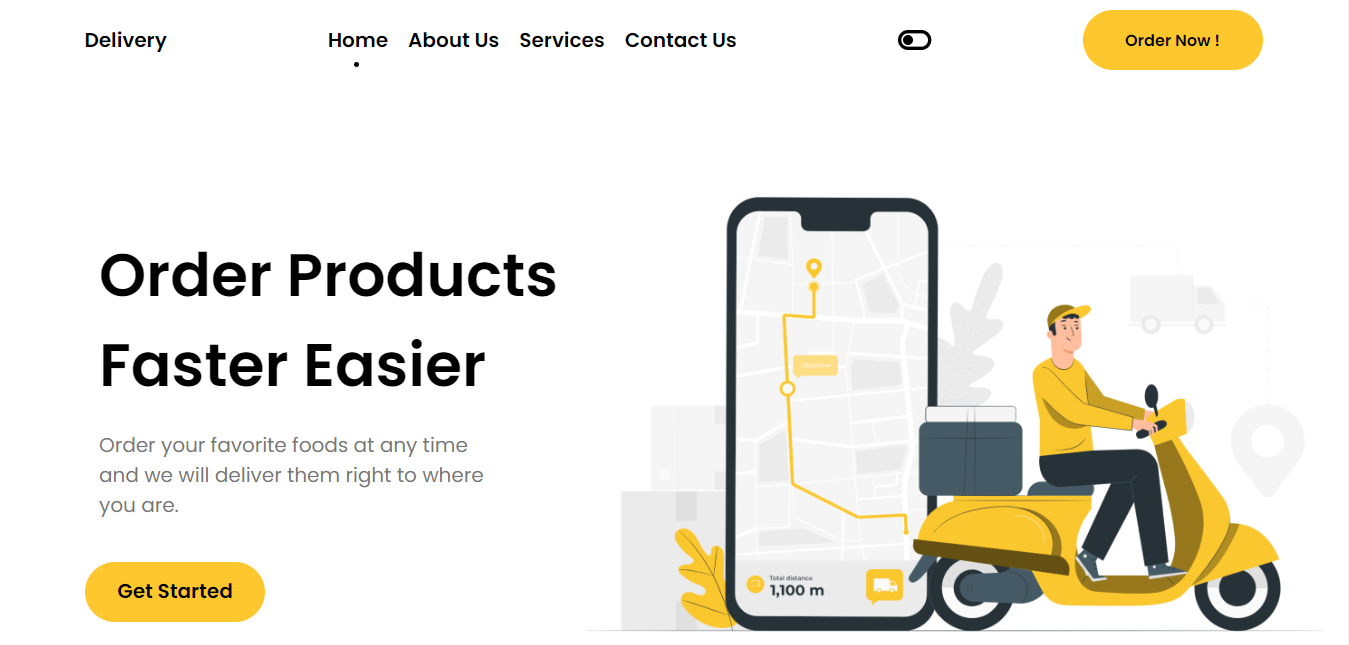 Delivery
Home About Us Services Contact Us
Order Now !
Order Products
Faster Easier
Order your favorite foods at any time
and we will deliver them right to where
you are.
Get Started
Objective
Total distance
1,100 m